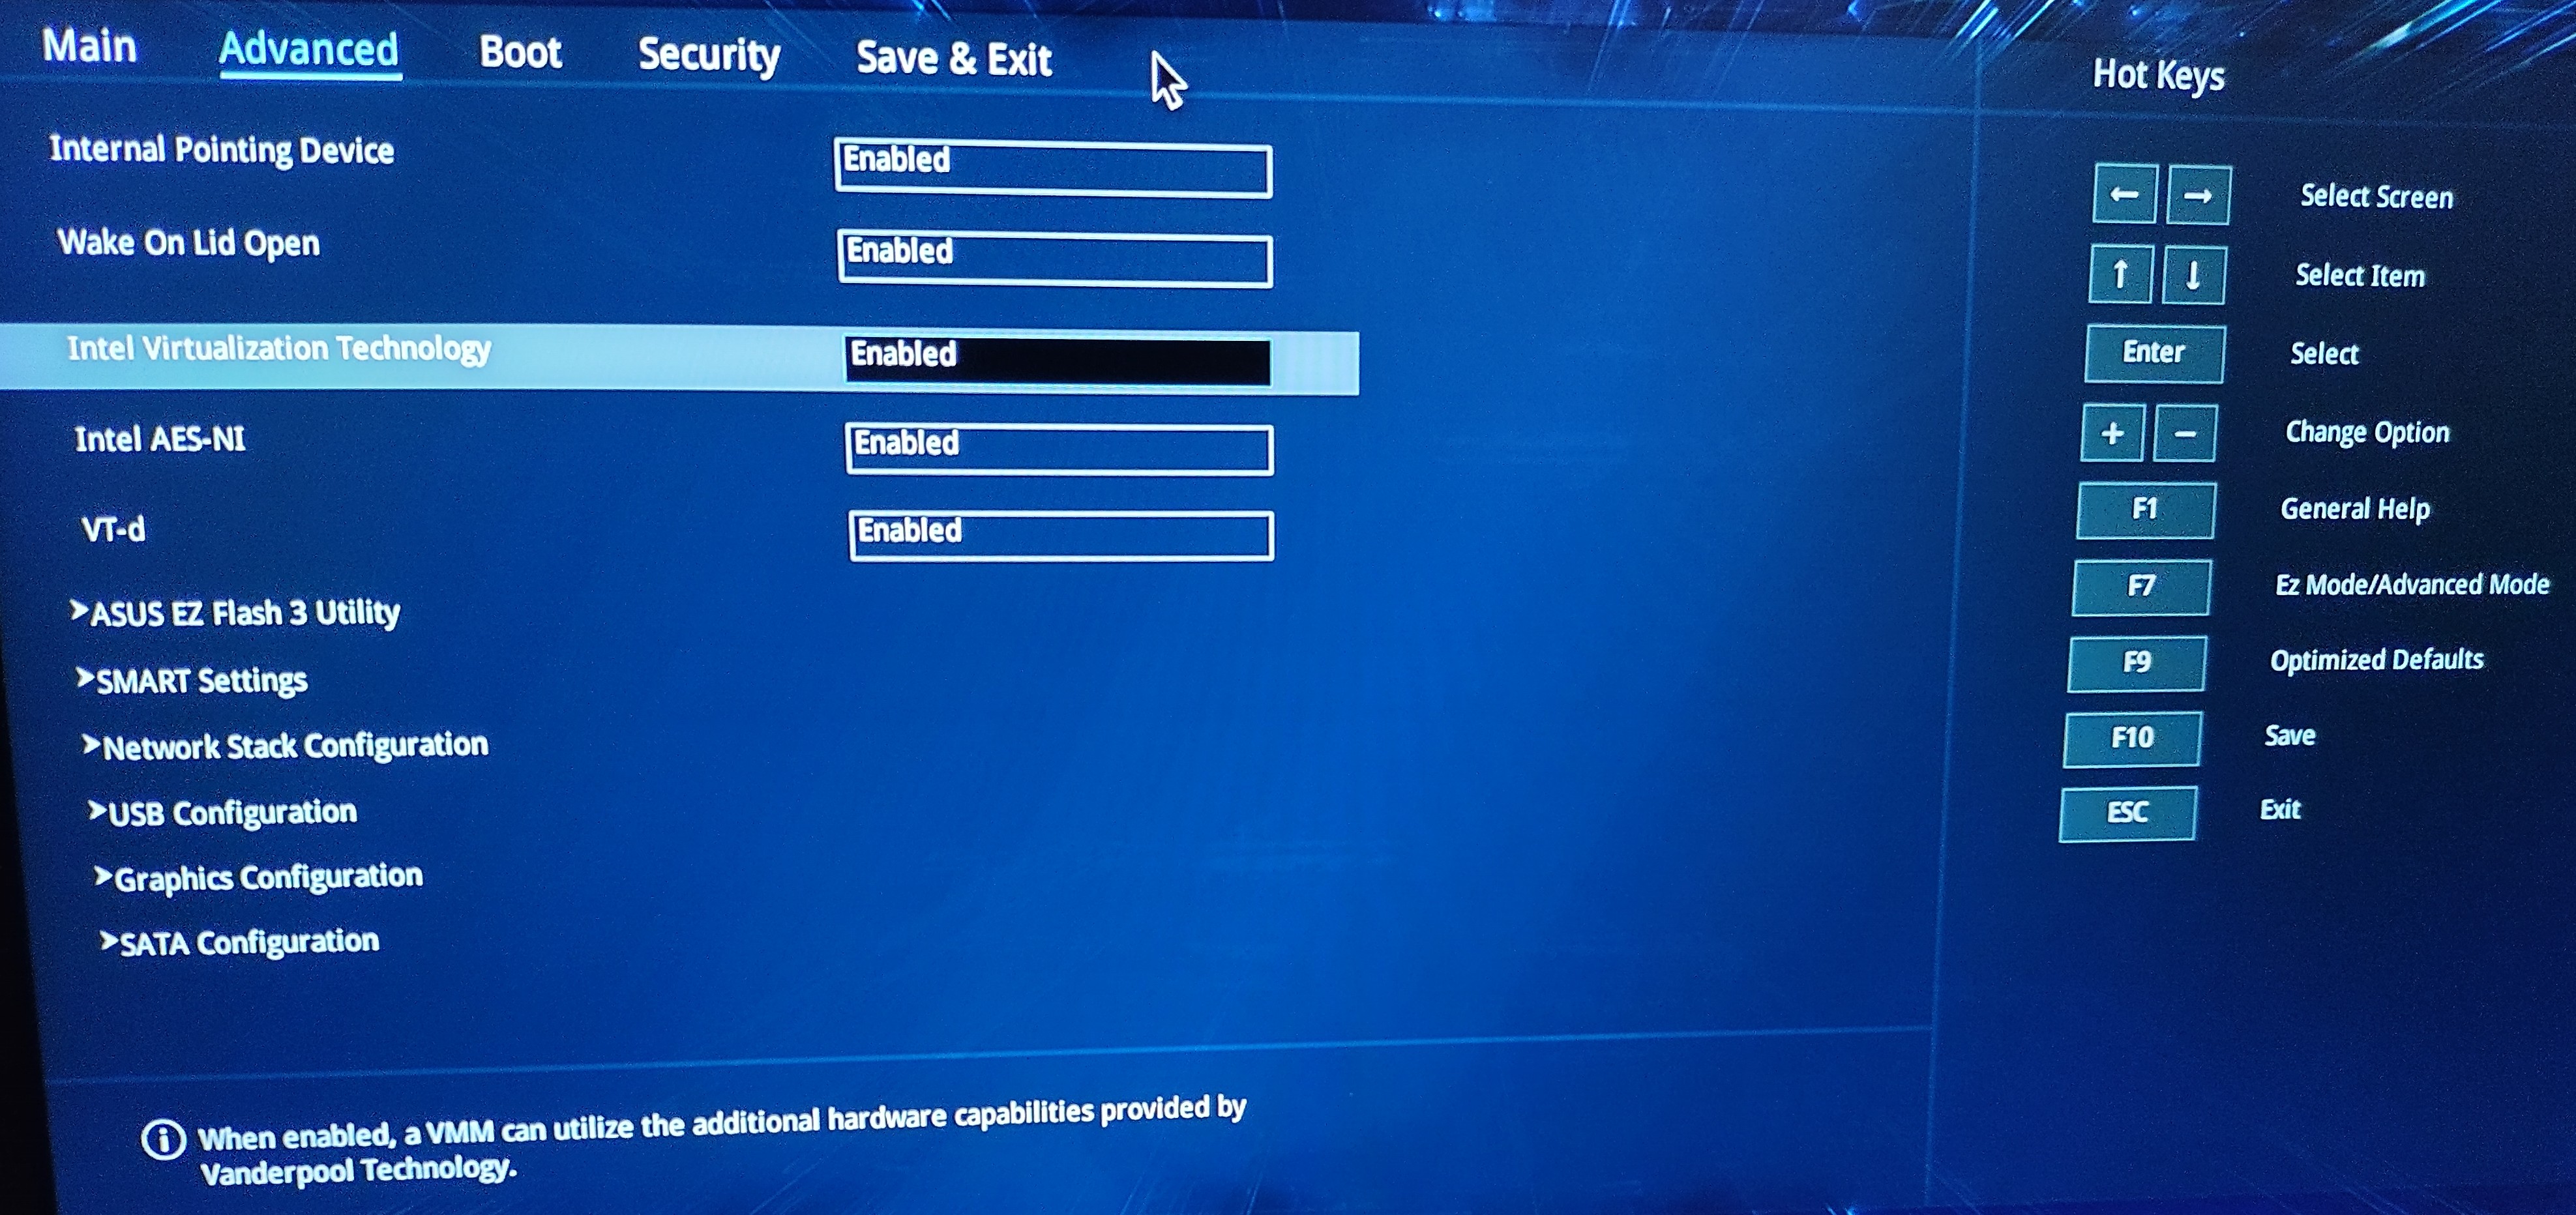 Main Advanced Boot Security Save & Exit
Internal Pointing Device Enabled
Wake On Lid Open Enabled
Intel Virtualization Technology Enabled
Intel AES-NI Enabled
VT-d Enabled
>ASUS EZ Flash 3 Utility
>SMART Settings
>Network Stack Configuration
>USB Configuration
>Graphics Configuration
>SATA Configuration
When enabled, a VMM can utilize the additional hardware capabilities provided by
Vanderpool Technology.
Hot Keys
← → Select Screen
↑ ↓ Select Item
Enter Select
+ − Change Option
F1 General Help
F7 Ez Mode/Advanced Mode
F9 Optimized Defaults
F10 Save
ESC Exit